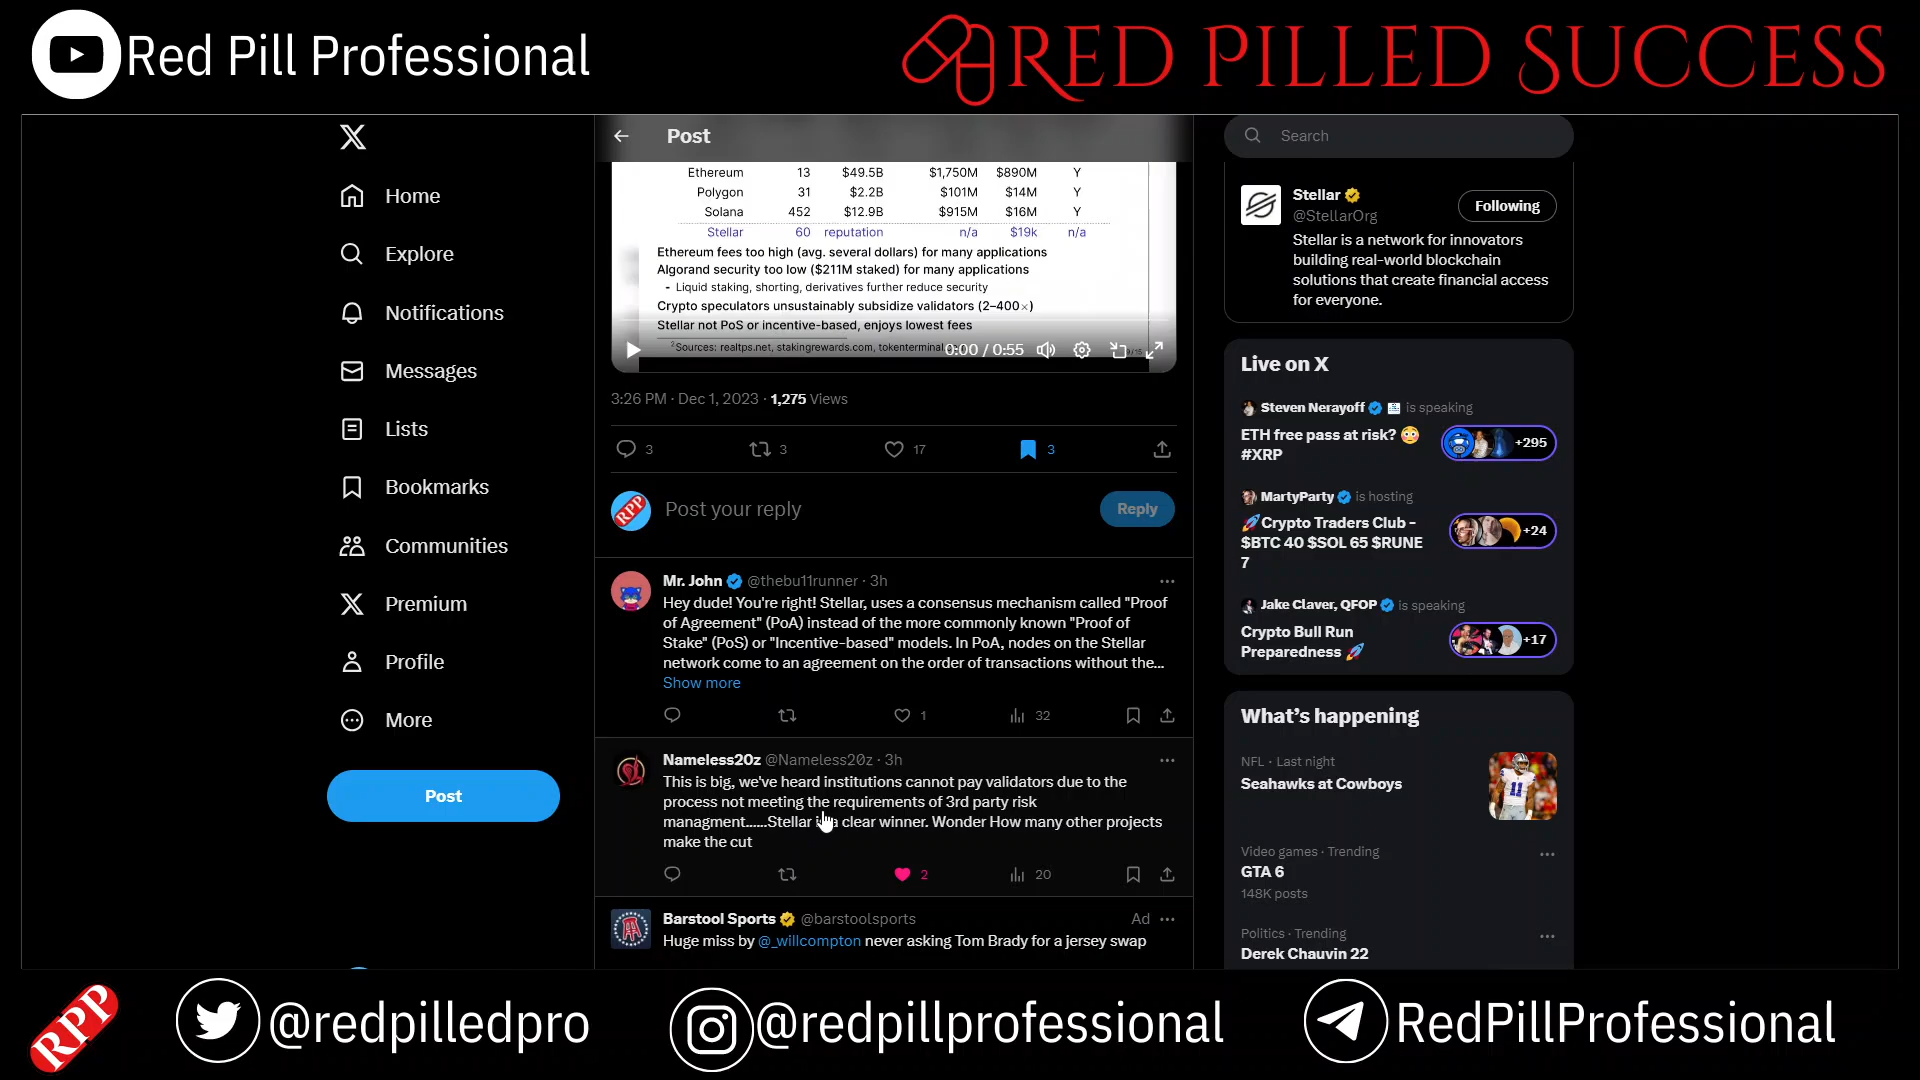 Red Pill Professional
RED PILLED SUCCESS
Home
Explore
Notifications
Messages
Lists
Bookmarks
Communities
Premium
Profile
More
Post
Post
Ethereum 13 $49.5B $1,750M $890M Y
Polygon 31 $2.2B $101M $14M Y
Solana 452 $12.9B $915M $16M Y
Stellar 60 reputation n/a $19k n/a
Ethereum fees too high (avg. several dollars) for many applications
Algorand security too low ($211M staked) for many applications
- Liquid staking, shorting, derivatives further reduce security
Crypto speculators unsustainably subsidize validators (2–400×)
Stellar not PoS or incentive-based, enjoys lowest fees
2Sources: realtps.net, stakingrewards.com, tokenterminal
0:00 / 0:55
3:26 PM · Dec 1, 2023 · 1,275 Views
3 3 17 3
RPP
Post your reply
Reply
Mr. John @thebu11runner · 3h
Hey dude! You're right! Stellar, uses a consensus mechanism called "Proof
of Agreement" (PoA) instead of the more commonly known "Proof of
Stake" (PoS) or "Incentive-based" models. In PoA, nodes on the Stellar
network come to an agreement on the order of transactions without the...
Show more
1 32
Nameless20z @Nameless20z · 3h
This is big, we've heard institutions cannot pay validators due to the
process not meeting the requirements of 3rd party risk
managment......Stellar a clear winner. Wonder How many other projects
make the cut
2 20
Barstool Sports @barstoolsports Ad
Huge miss by @_willcompton never asking Tom Brady for a jersey swap
Search
Stellar
@StellarOrg
Following
Stellar is a network for innovators
building real-world blockchain
solutions that create financial access
for everyone.
Live on X
Steven Nerayoff is speaking
ETH free pass at risk? 😳
#XRP
+295
MartyParty is hosting
🚀Crypto Traders Club -
$BTC 40 $SOL 65 $RUNE
7
+24
Jake Claver, QFOP is speaking
Crypto Bull Run
Preparedness 🚀
+17
What's happening
NFL · Last night
Seahawks at Cowboys
Video games · Trending
GTA 6
148K posts
Politics · Trending
Derek Chauvin 22
RPP
@redpilledpro
@redpillprofessional
RedPillProfessional